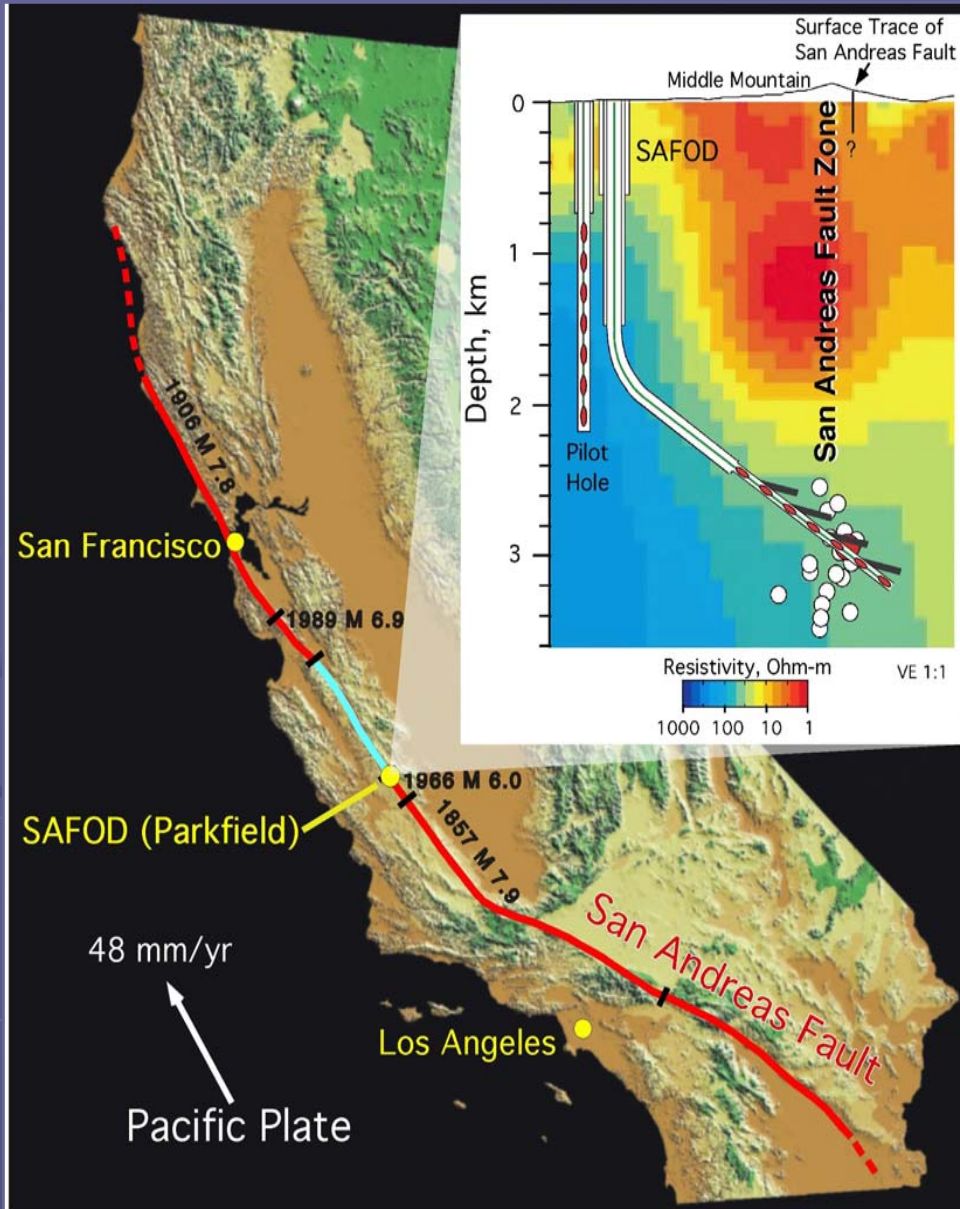 Surface Trace of
San Andreas Fault
Middle Mountain
0
SAFOD
?
San Andreas Fault Zone
1
Depth, km
2
Pilot
Hole
3
Resistivity, Ohm-m
VE 1:1
1000 100 10 1
1906 M 7.8
San Francisco
1989 M 6.9
1966 M 6.0
SAFOD (Parkfield)
1857 M 7.9
San Andreas Fault
48 mm/yr
Los Angeles
Pacific Plate